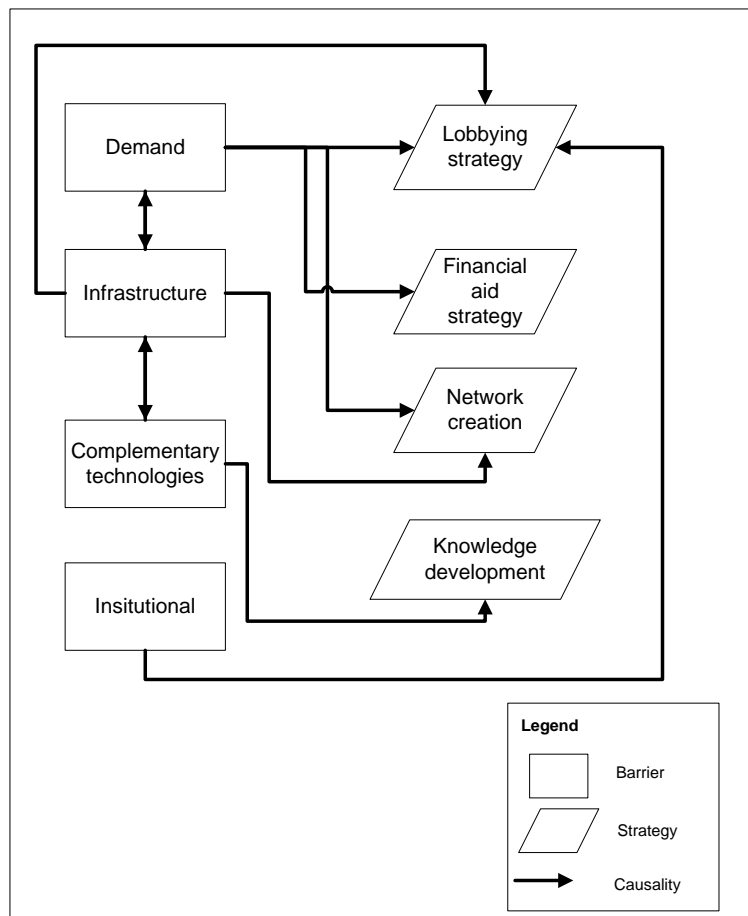 Demand
Lobbying
strategy
Infrastructure
Financial
aid
strategy
Network
creation
Complementary
technologies
Knowledge
development
Insitutional
Legend
Barrier
Strategy
Causality